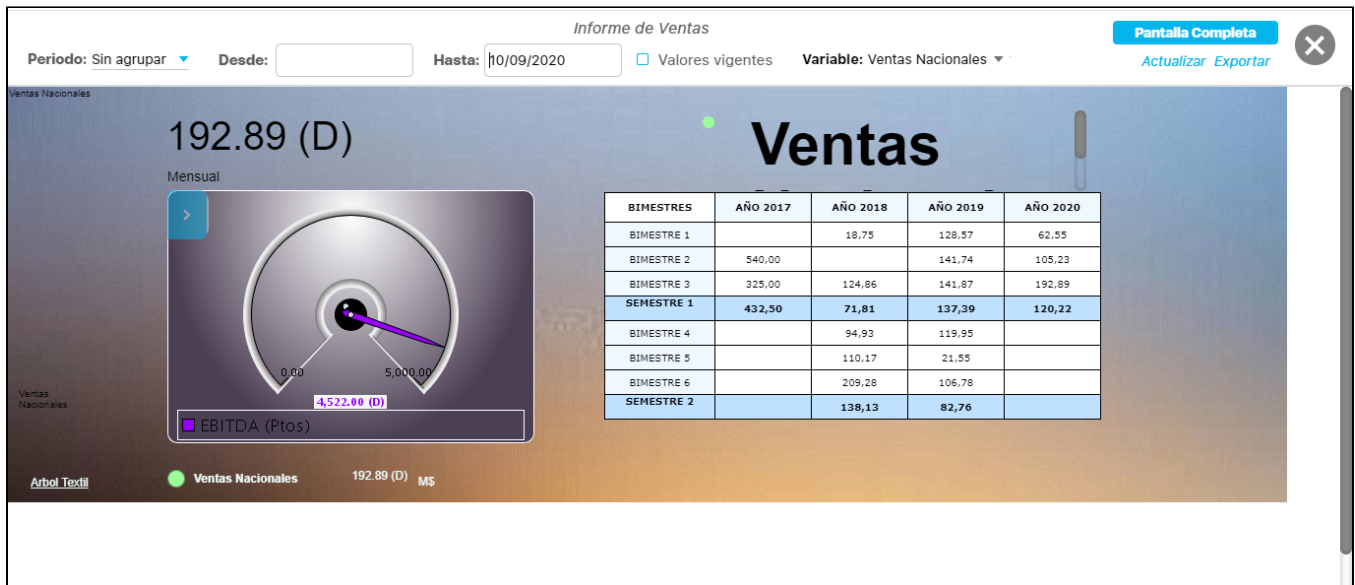 Informe de Ventas
Pantalla Completa
Periodo: Sin agrupar Desde: Hasta: 10/09/2020 Valores vigentes Variable: Ventas Nacionales
Actualizar Exportar
Ventas Nacionales
192.89 (D)
Mensual
Ventas
BIMESTRES AÑO 2017 AÑO 2018 AÑO 2019 AÑO 2020
BIMESTRE 1 18,75 128,57 62,55
BIMESTRE 2 540,00 141,74 105,23
BIMESTRE 3 325,00 124,86 141,87 192,89
SEMESTRE 1 432,50 71,81 137,39 120,22
BIMESTRE 4 94,93 119,95
BIMESTRE 5 110,17 21,55
BIMESTRE 6 209,28 106,78
SEMESTRE 2 138,13 82,76
0.00 5,000.00
4,522.00 (D)
EBITDA (Ptos)
Ventas
Nacionales
Arbol Textil
Ventas Nacionales 192.89 (D) M$